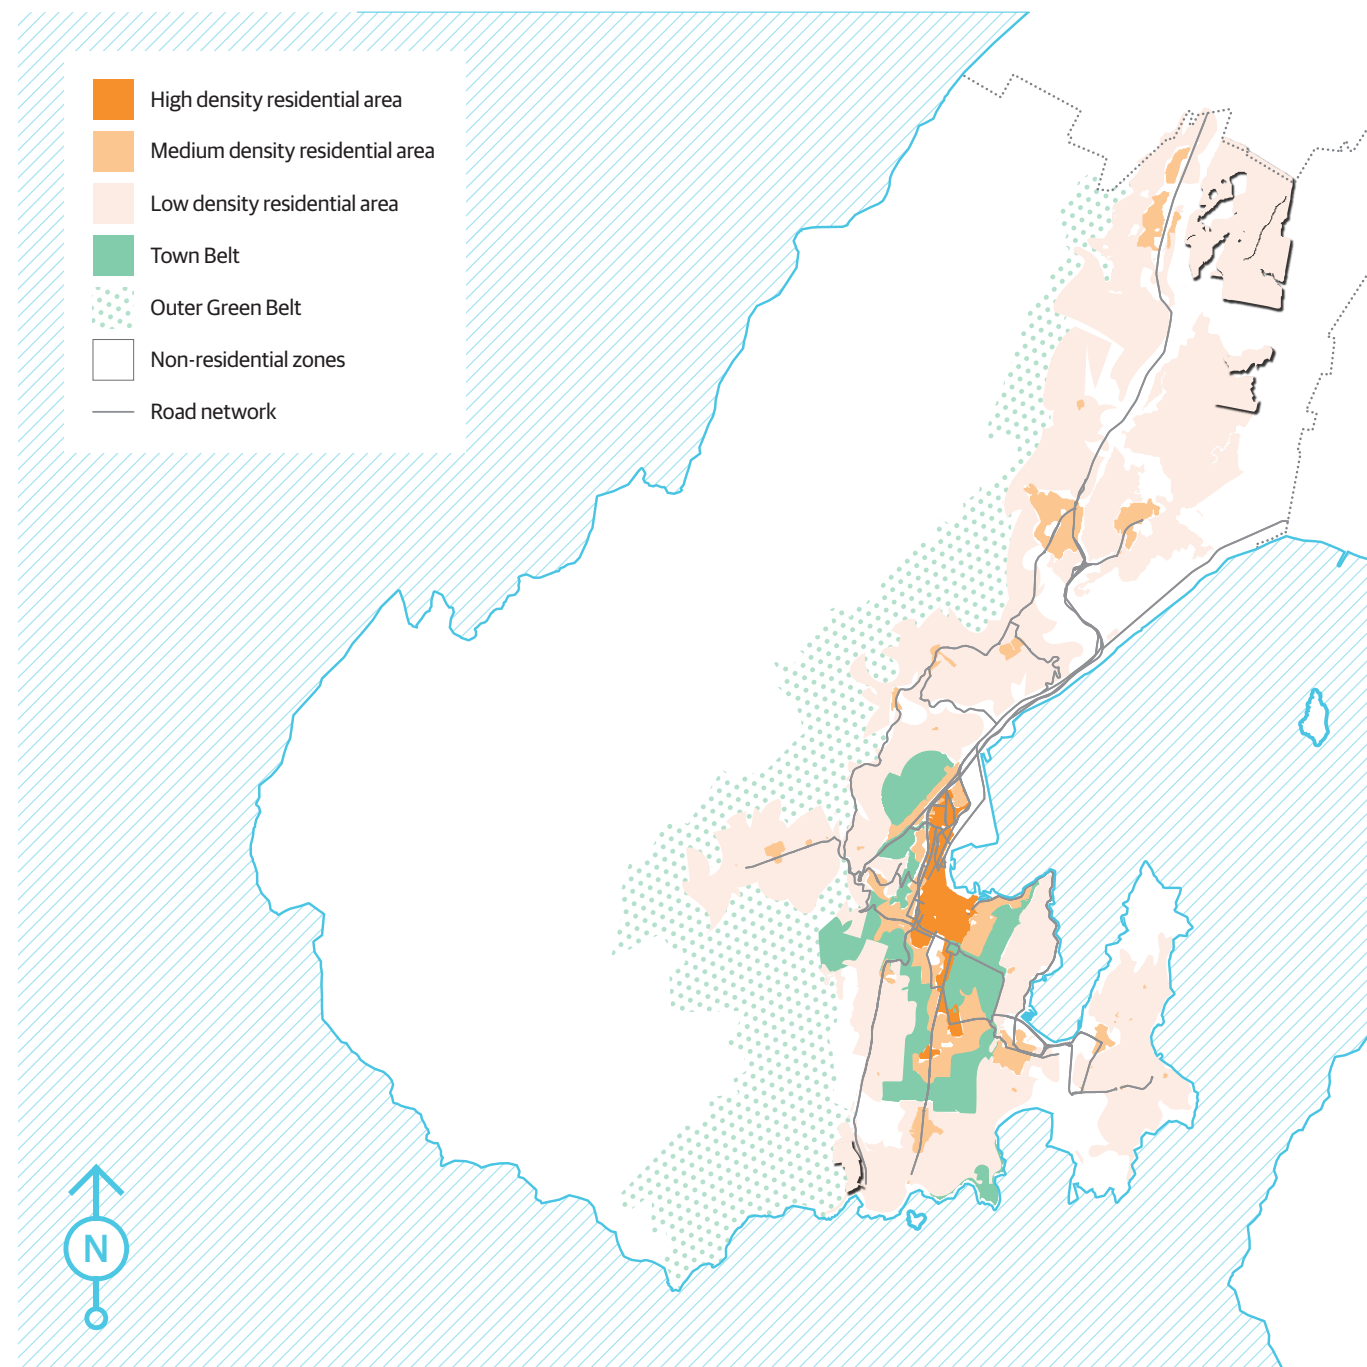 High density residential area
Medium density residential area
Low density residential area
Town Belt
Outer Green Belt
Non-residential zones
Road network
N